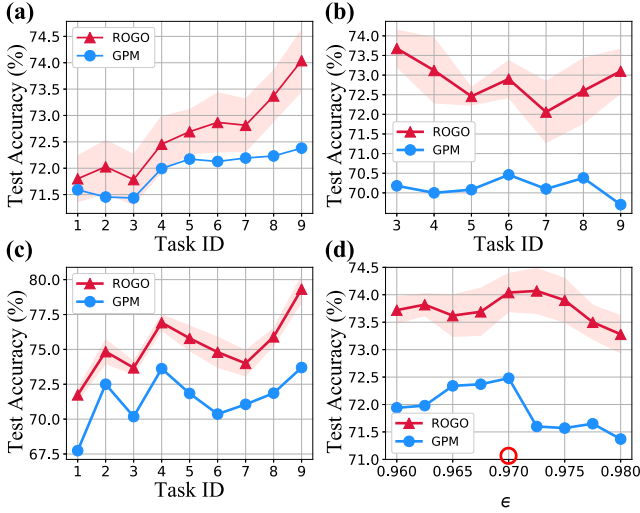 (a)
Test Accuracy (%)
74.5
74.0
73.5
73.0
72.5
72.0
71.5
ROGO
GPM
1 2 3 4 5 6 7 8 9
Task ID
(b)
Test Accuracy (%)
74.0
73.5
73.0
72.5
72.0
71.5
71.0
70.5
70.0
ROGO
GPM
3 4 5 6 7 8 9
Task ID
(c)
Test Accuracy (%)
80.0
77.5
75.0
72.5
70.0
67.5
ROGO
GPM
1 2 3 4 5 6 7 8 9
Task ID
(d)
Test Accuracy (%)
74.5
74.0
73.5
73.0
72.5
72.0
71.5
71.0
ROGO
GPM
0.960 0.965 0.970 0.975 0.980
ϵ